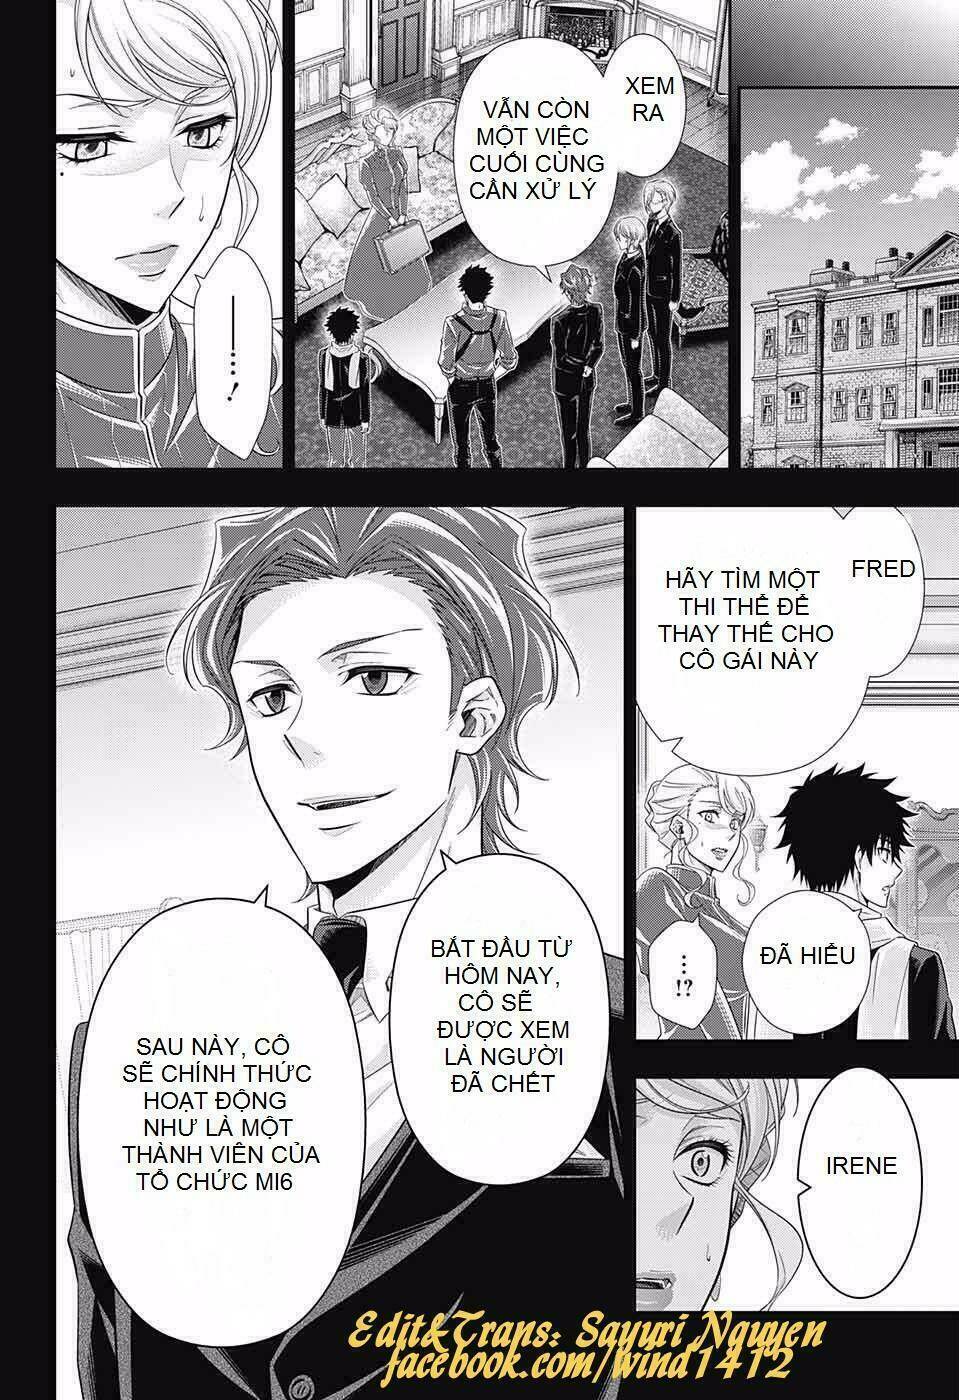 XEM
RA
VẪN CÒN
MỘT VIỆC
CUỐI CÙNG
CẦN XỬ LÝ
......!
FRED
HÃY TÌM MỘT
THI THỂ ĐỂ
THAY THẾ CHO
CÔ GÁI NÀY
ĐÃ HIỂU
...!?
IRENE
BẮT ĐẦU TỪ
HÔM NAY,
CÔ SẼ
ĐƯỢC XEM
LÀ NGƯỜI
ĐÃ CHẾT
SAU NÀY, CÔ
SẼ CHÍNH THỨC
HOẠT ĐỘNG
NHƯ LÀ MỘT
THÀNH VIÊN CỦA
TỔ CHỨC MI6
Edit&Trans: Sayuri Nguyen
facebook.com/wind1412